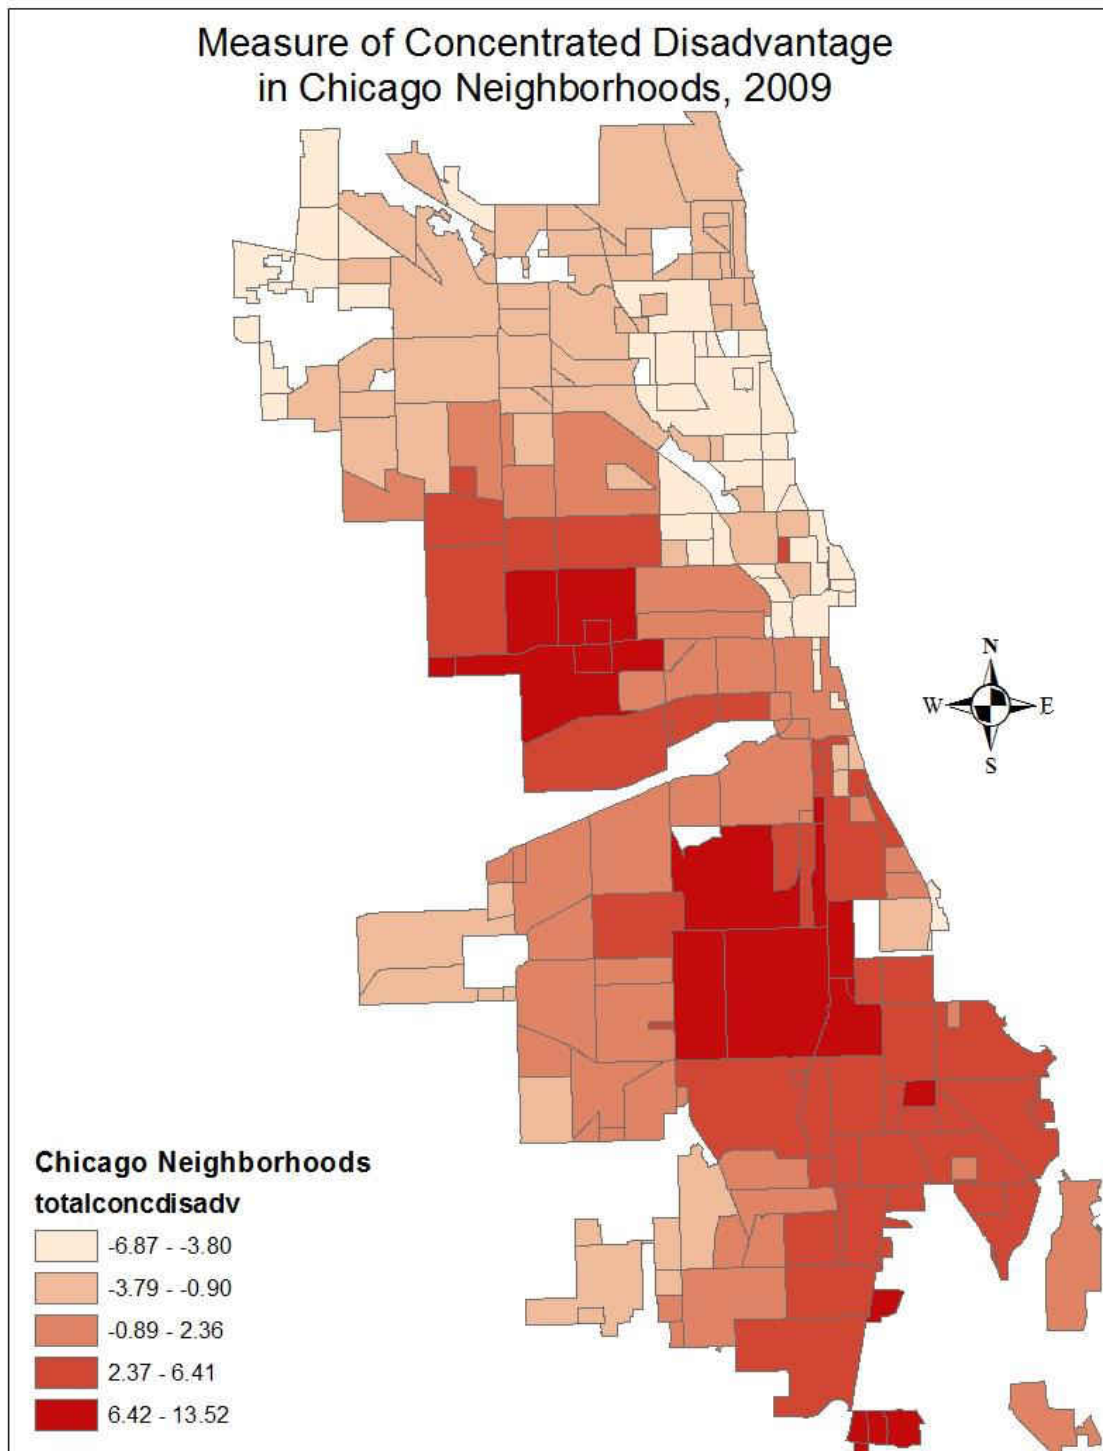 Measure of Concentrated Disadvantage
in Chicago Neighborhoods, 2009
N
W
E
S
Chicago Neighborhoods
totalconcdisadv
-6.87 - -3.80
-3.79 - -0.90
-0.89 - 2.36
2.37 - 6.41
6.42 - 13.52